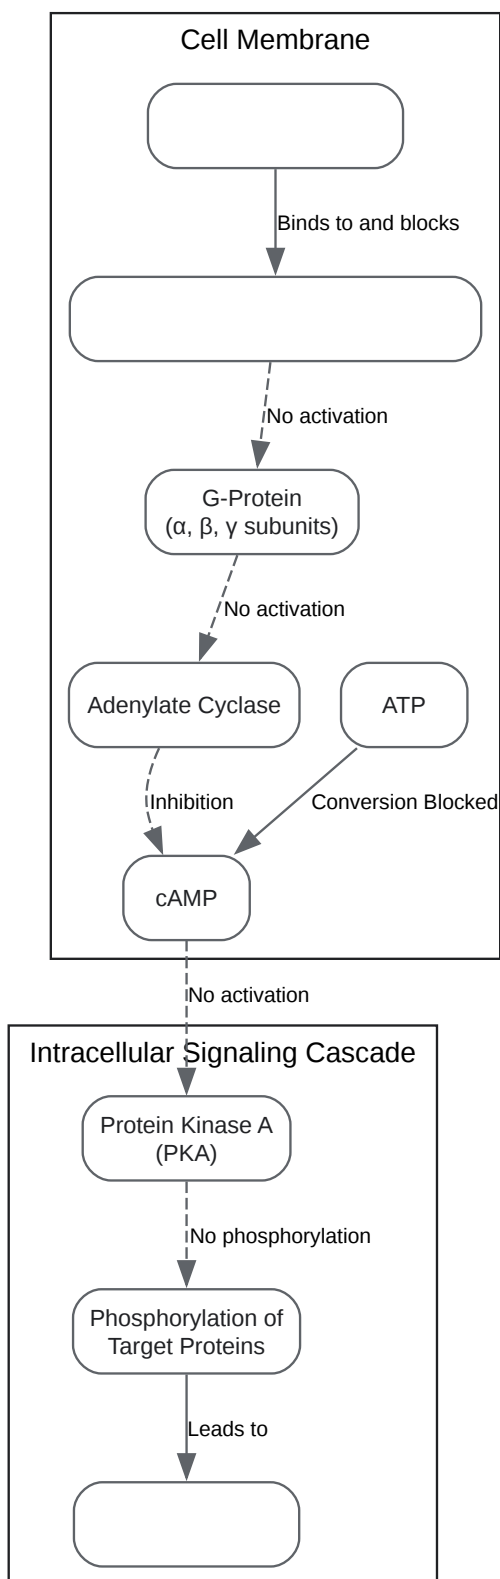 Cell Membrane
Binds to and blocks
No activation
G-Protein
(α, β, γ subunits)
No activation
Adenylate Cyclase
ATP
Inhibition
Conversion Blocked
cAMP
No activation
Intracellular Signaling Cascade
Protein Kinase A
(PKA)
No phosphorylation
Phosphorylation of
Target Proteins
Leads to